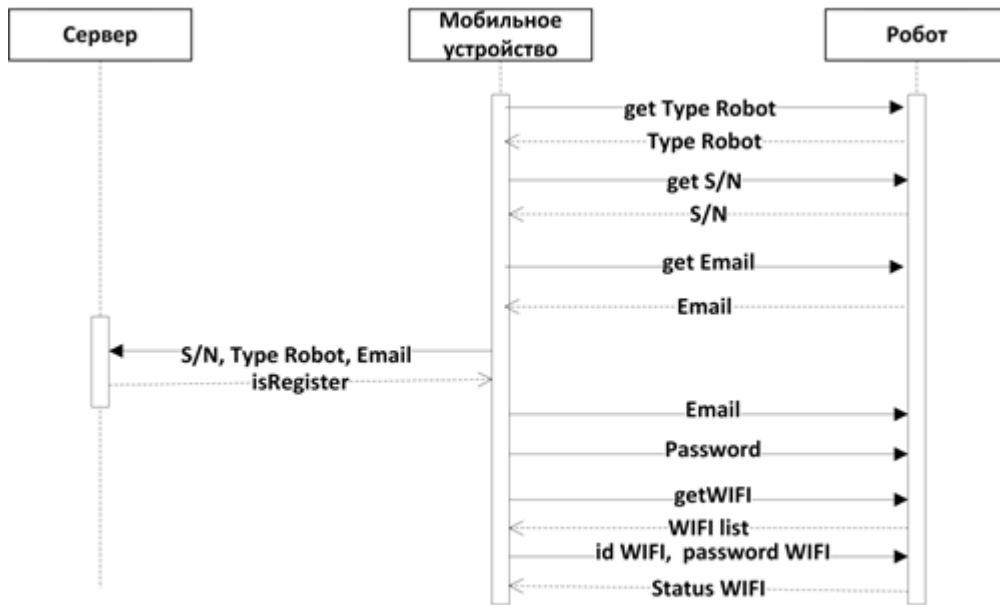 Сервер
Мобильное
устройство
Робот
get Type Robot
Type Robot
get S/N
S/N
get Email
Email
S/N, Type Robot, Email
isRegister
Email
Password
getWIFI
WIFI list
id WIFI, password WIFI
Status WIFI